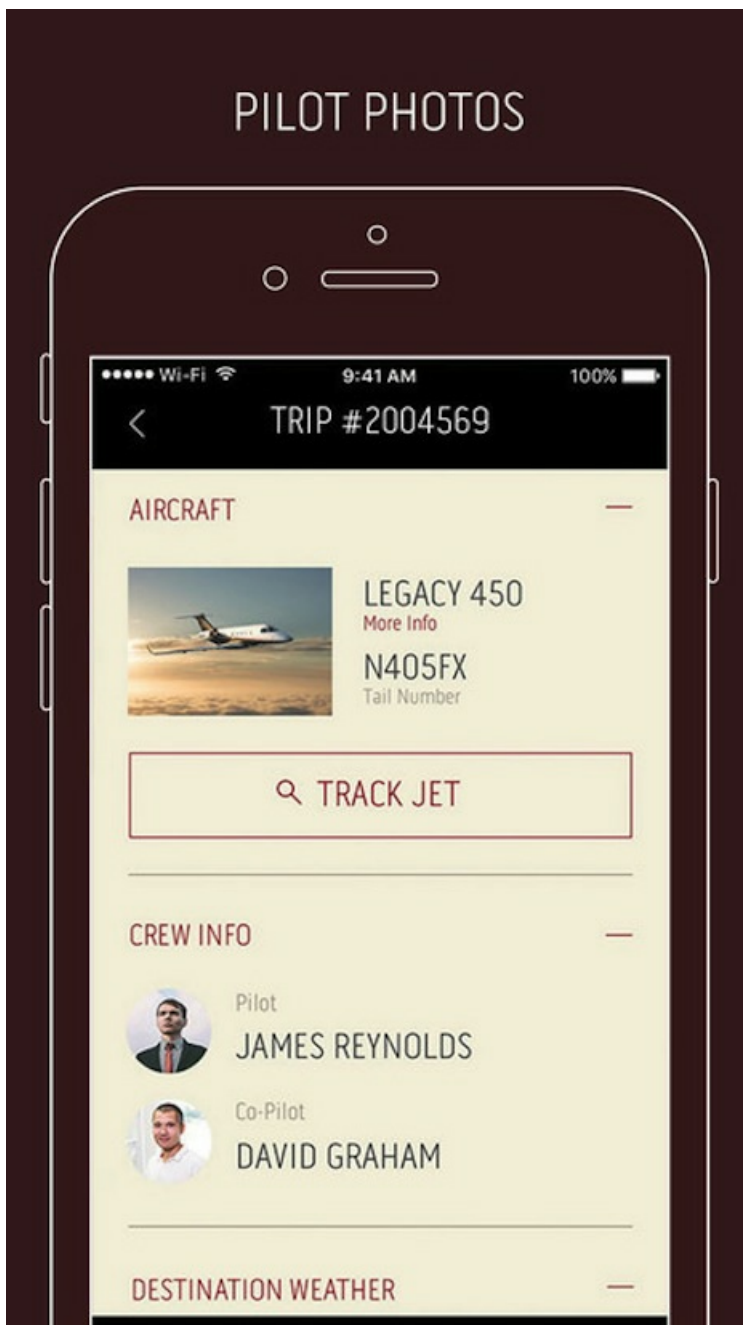 PILOT PHOTOS
Wi-Fi
9:41 AM
100%
TRIP #2004569
AIRCRAFT
LEGACY 450
More Info
N405FX
Tail Number
TRACK JET
CREW INFO
Pilot
JAMES REYNOLDS
Co-Pilot
DAVID GRAHAM
DESTINATION WEATHER